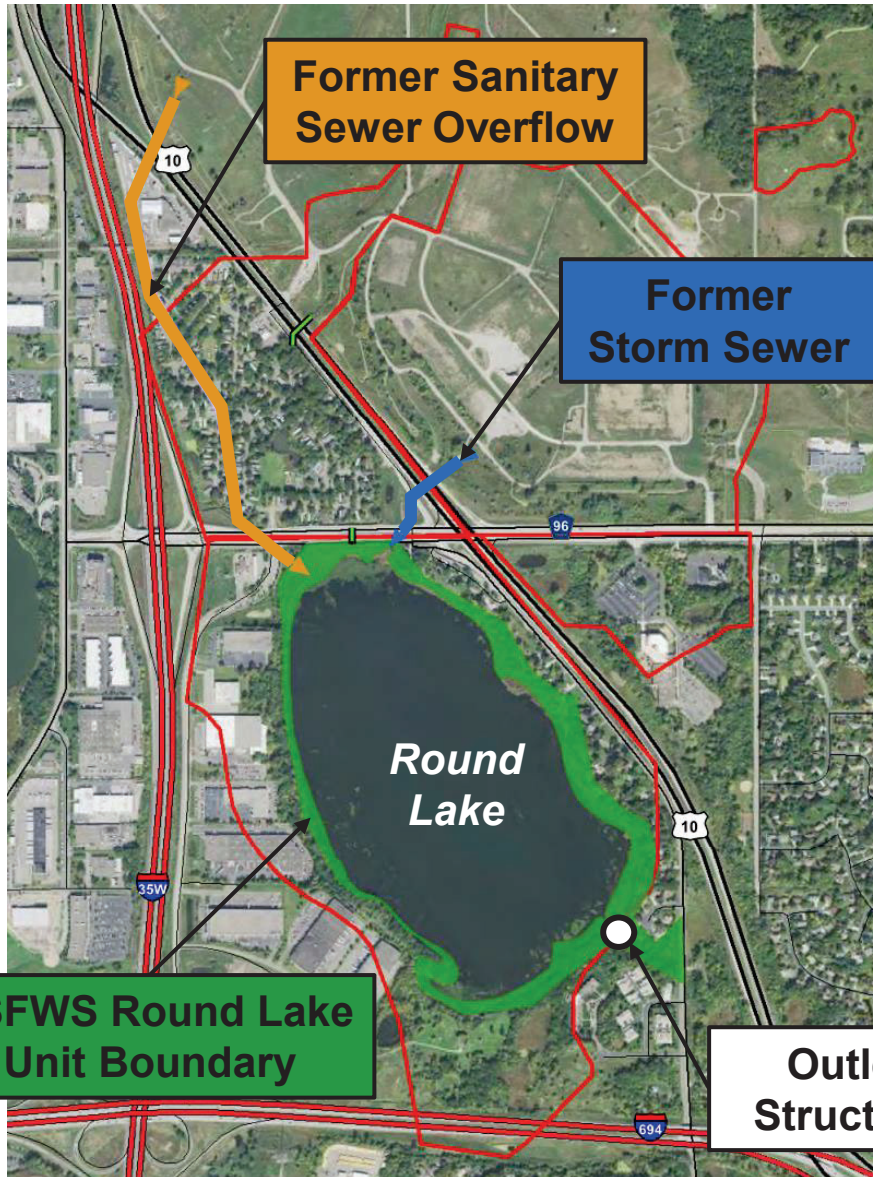 Former Sanitary
Sewer Overflow
10
Former
Storm Sewer
96
Round
Lake
10
35W
SFWS Round Lake
Unit Boundary
Outl
Struct
694